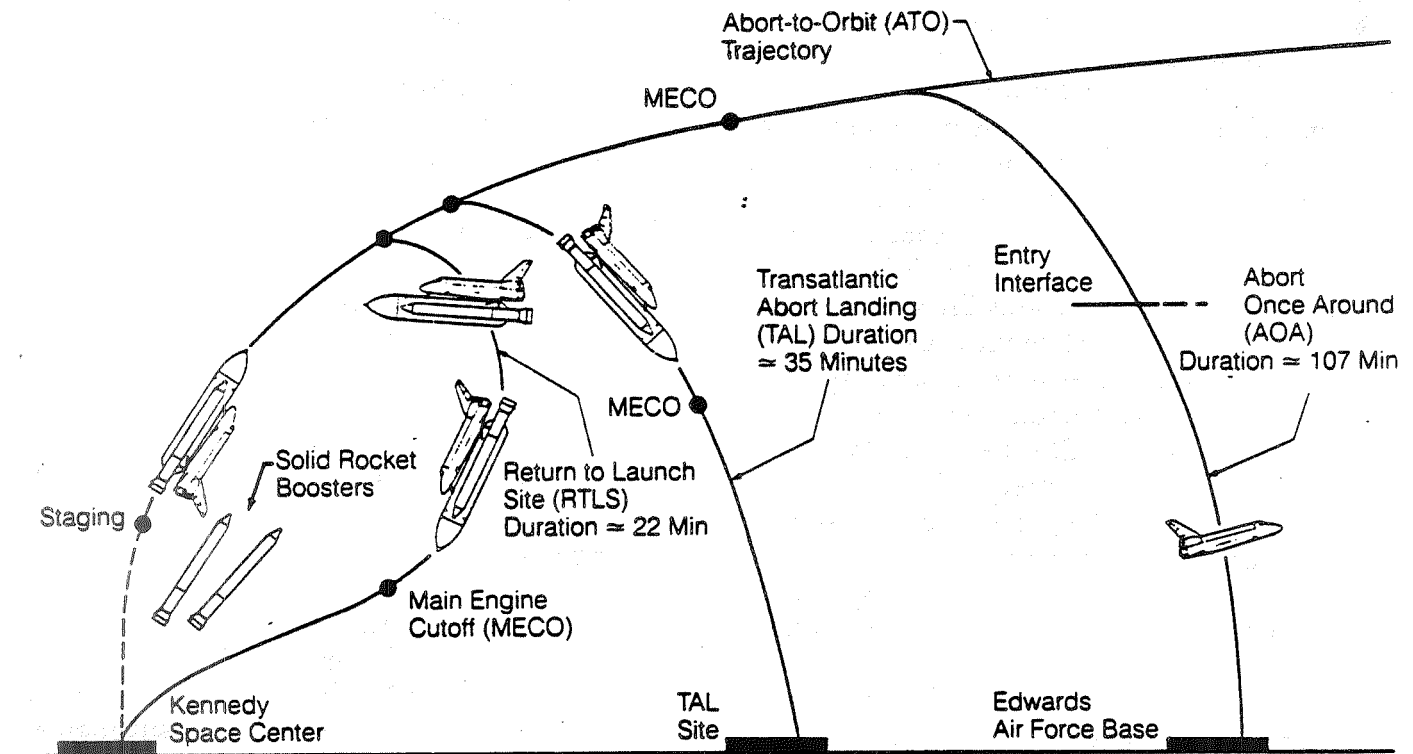 Abort-to-Orbit (ATO)
Trajectory
MECO
Entry
Interface
Abort
Once Around
(AOA)
Duration ≃ 107 Min
Transatlantic
Abort Landing
(TAL) Duration
≃ 35 Minutes
MECO
Solid Rocket
Boosters
Return to Launch
Site (RTLS)
Duration ≃ 22 Min
Staging
Main Engine
Cutoff (MECO)
Kennedy
Space Center
TAL
Site
Edwards
Air Force Base